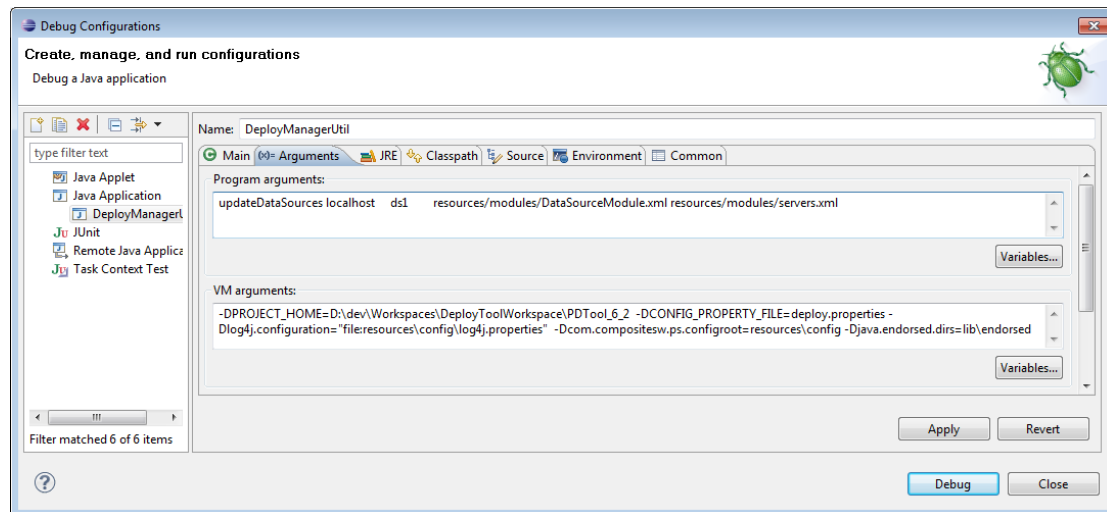 Debug Configurations
Create, manage, and run configurations
Debug a Java application
type filter text
Java Applet
Java Application
DeployManagerU
JUnit
Remote Java Applica
Task Context Test
Filter matched 6 of 6 items
Name: DeployManagerUtil
Main (x)= Arguments JRE Classpath Source Environment Common
Program arguments:
updateDataSources localhost ds1 resources/modules/DataSourceModule.xml resources/modules/servers.xml
Variables...
VM arguments:
-DPROJECT_HOME=D:\dev\Workspaces\DeployToolWorkspace\PDTool_6_2 -DCONFIG_PROPERTY_FILE=deploy.properties -
Dlog4j.configuration="file:resources\config\log4j.properties" -Dcom.compositesw.ps.configroot=resources\config -Djava.endorsed.dirs=lib\endorsed
Variables...
Apply Revert
Debug Close